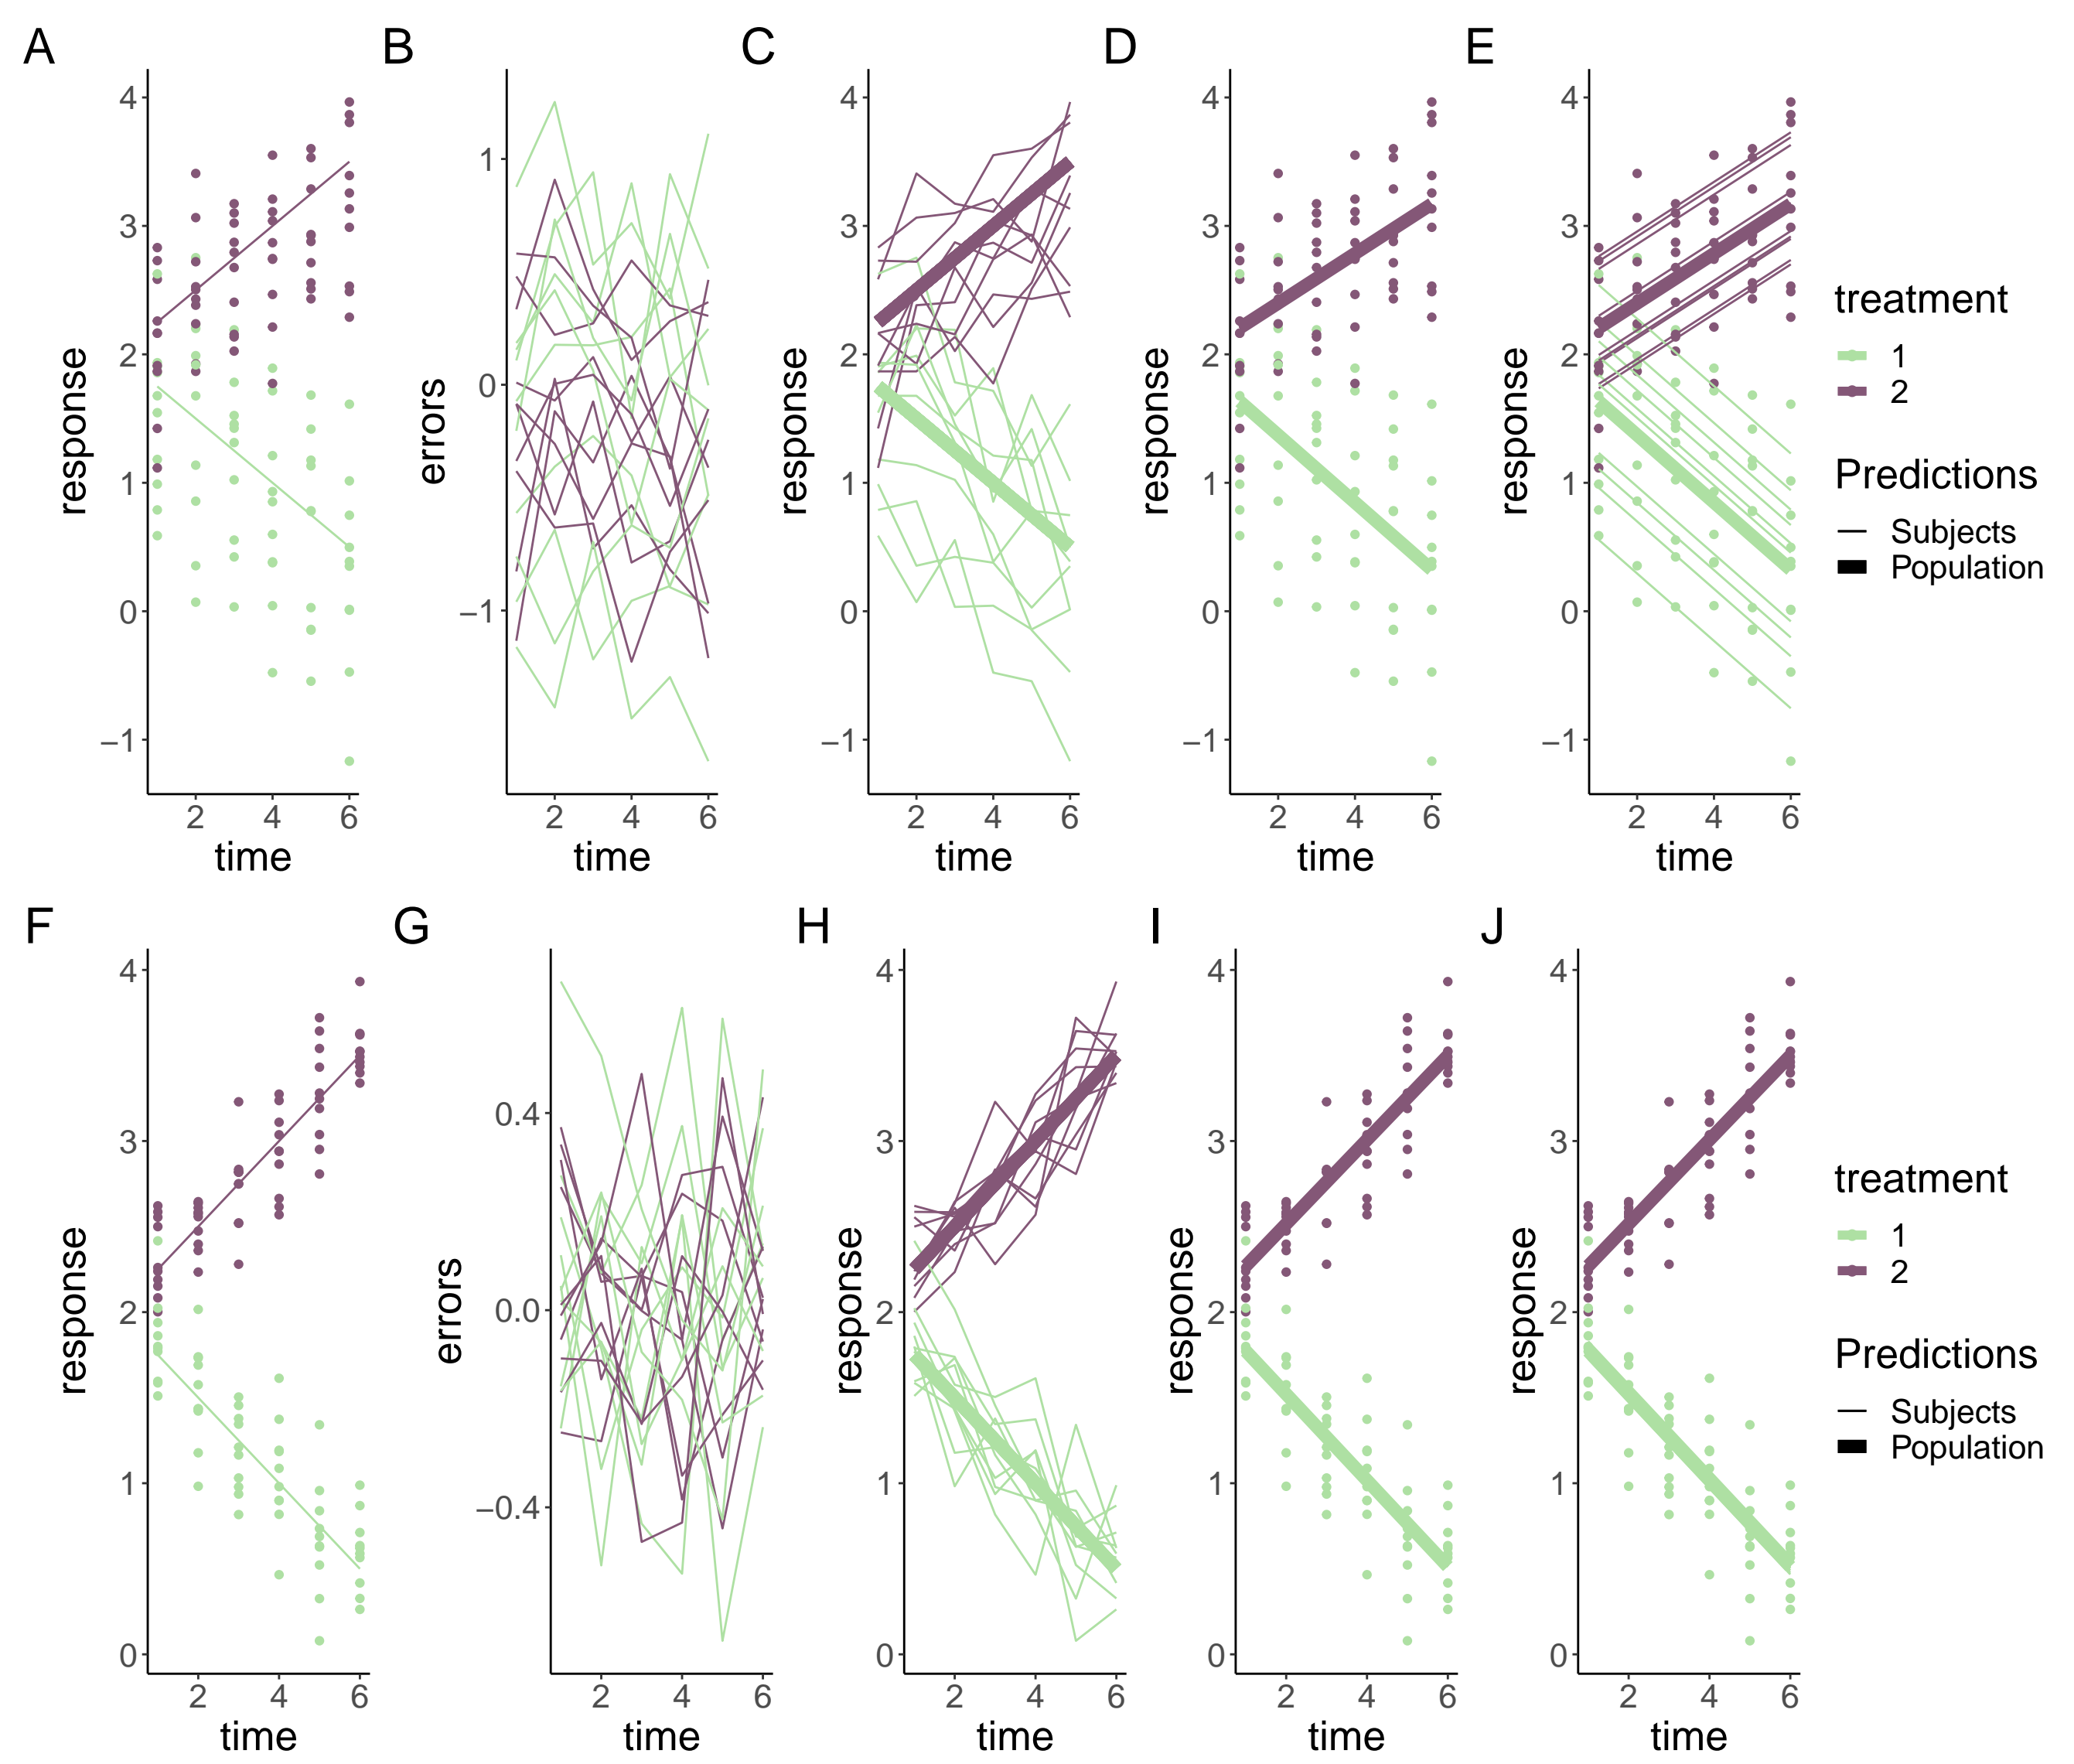 A B C D E
response
4
3
2
1
0
−1
2 4 6
time
errors
1
0
−1
2 4 6
time
response
4
3
2
1
0
−1
2 4 6
time
response
4
3
2
1
0
−1
2 4 6
time
response
4
3
2
1
0
−1
2 4 6
time
treatment
1
2
Predictions
Subjects
Population
F G H I J
response
4
3
2
1
0
2 4 6
time
errors
0.4
0.0
−0.4
2 4 6
time
response
4
3
2
1
0
2 4 6
time
response
4
3
2
1
0
2 4 6
time
response
4
3
2
1
0
2 4 6
time
treatment
1
2
Predictions
Subjects
Population